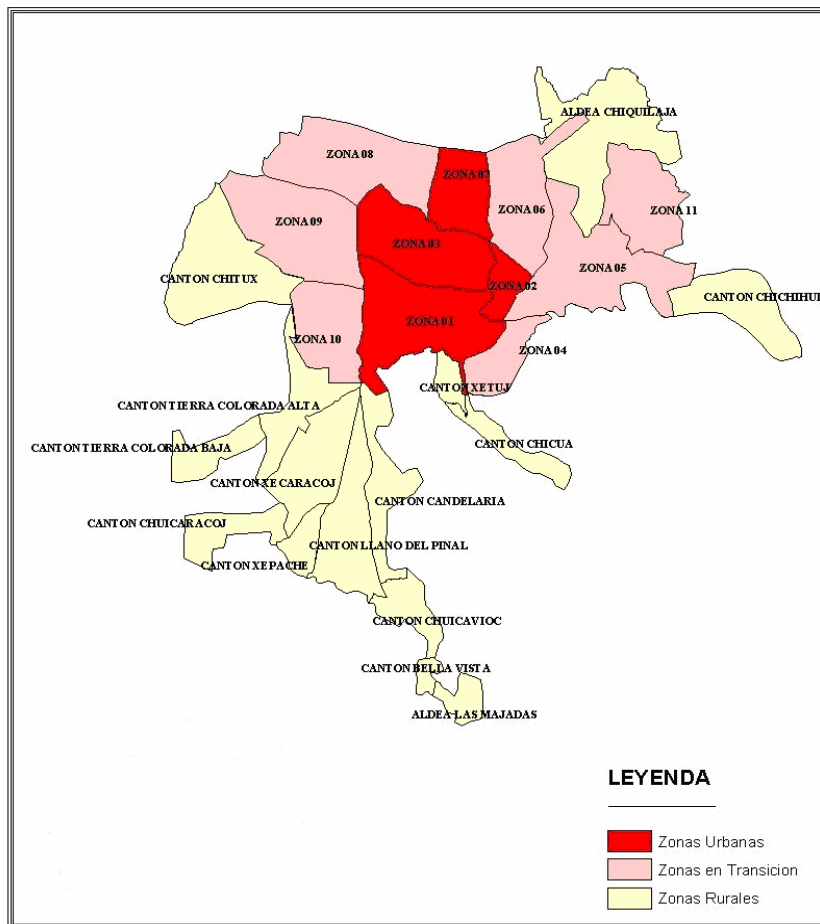 ALDEA CHIQUILAJA
ZONA 08
ZONA 07
ZONA 06
ZONA 11
ZONA 09
ZONA 03
ZONA 05
CANTON CHITUX
ZONA 02
CANTON CHICHIHUI
ZONA 01
ZONA 10
ZONA 04
CANTON XETUJ
CANTON TIERRA COLORADA ALTA
CANTON TIERRA COLORADA BAJA
CANTON CHICUA
CANTON XECARACOJ
CANTON CANDELARIA
CANTON CHUICARACOJ
CANTON LLANO DEL PINAL
CANTON XEPACHE
CANTON CHUICAVIOC
CANTON BELLA VISTA
ALDEA LAS MAJADAS
LEYENDA
Zonas Urbanas
Zonas en Transicion
Zonas Rurales